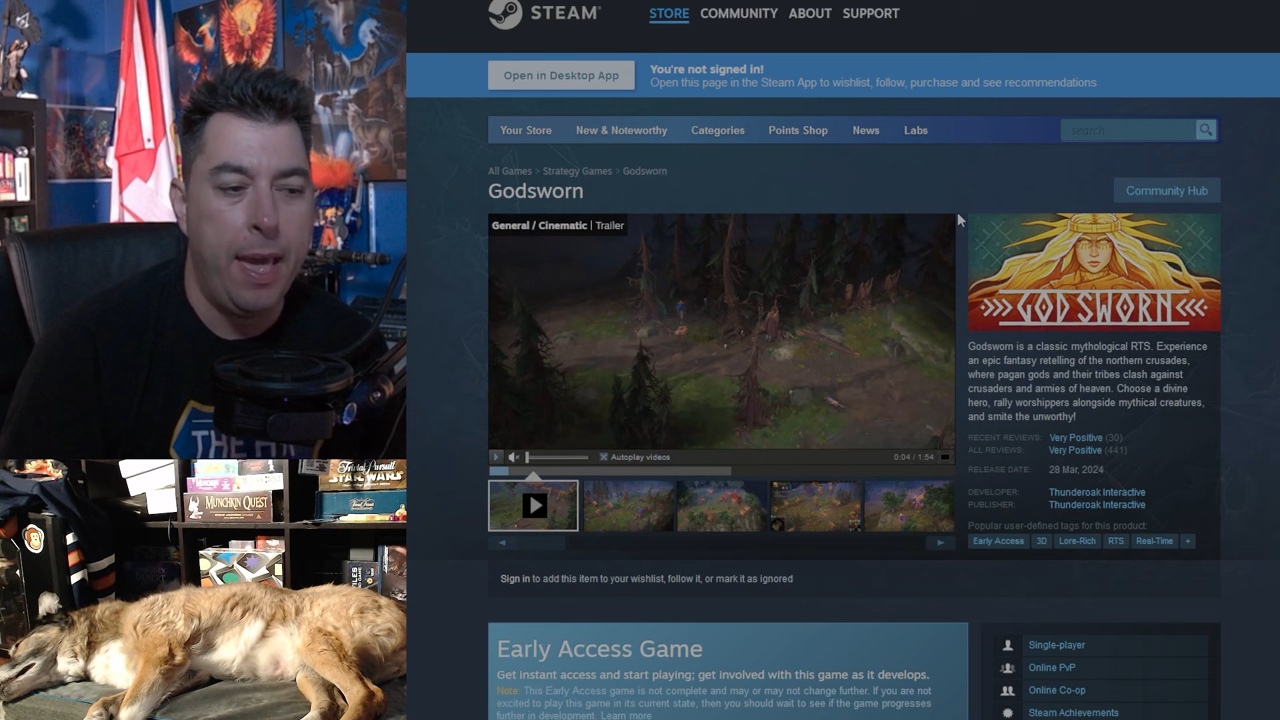 STEAM®
STORE COMMUNITY ABOUT SUPPORT
Open in Desktop App
You're not signed in!
Open this page in the Steam App to wishlist, follow, purchase and see recommendations
Your Store New & Noteworthy Categories Points Shop News Labs
search
All Games > Strategy Games > Godsworn
Godsworn
Community Hub
General / Cinematic | Trailer
GODSWORN
Godsworn is a classic mythological RTS. Experience
an epic fantasy retelling of the northern crusades,
where pagan gods and their tribes clash against
crusaders and armies of heaven. Choose a divine
hero, rally worshippers alongside mythical creatures,
and smite the unworthy!
RECENT REVIEWS: Very Positive (30)
ALL REVIEWS: Very Positive (441)
RELEASE DATE: 28 Mar, 2024
DEVELOPER: Thunderoak Interactive
PUBLISHER: Thunderoak Interactive
Popular user-defined tags for this product:
Early Access 3D Lore-Rich RTS Real-Time +
Autoplay videos
0:04 / 1:54
Sign in to add this item to your wishlist, follow it, or mark it as ignored
Early Access Game
Get instant access and start playing; get involved with this game as it develops.
Note: This Early Access game is not complete and may or may not change further. If you are not
excited to play this game in its current state, then you should wait to see if the game progresses
further in development. Learn more
Single-player
Online PvP
Online Co-op
Steam Achievements
THE
Trivial Pursuit
STAR WARS
MUNCHKIN QUEST